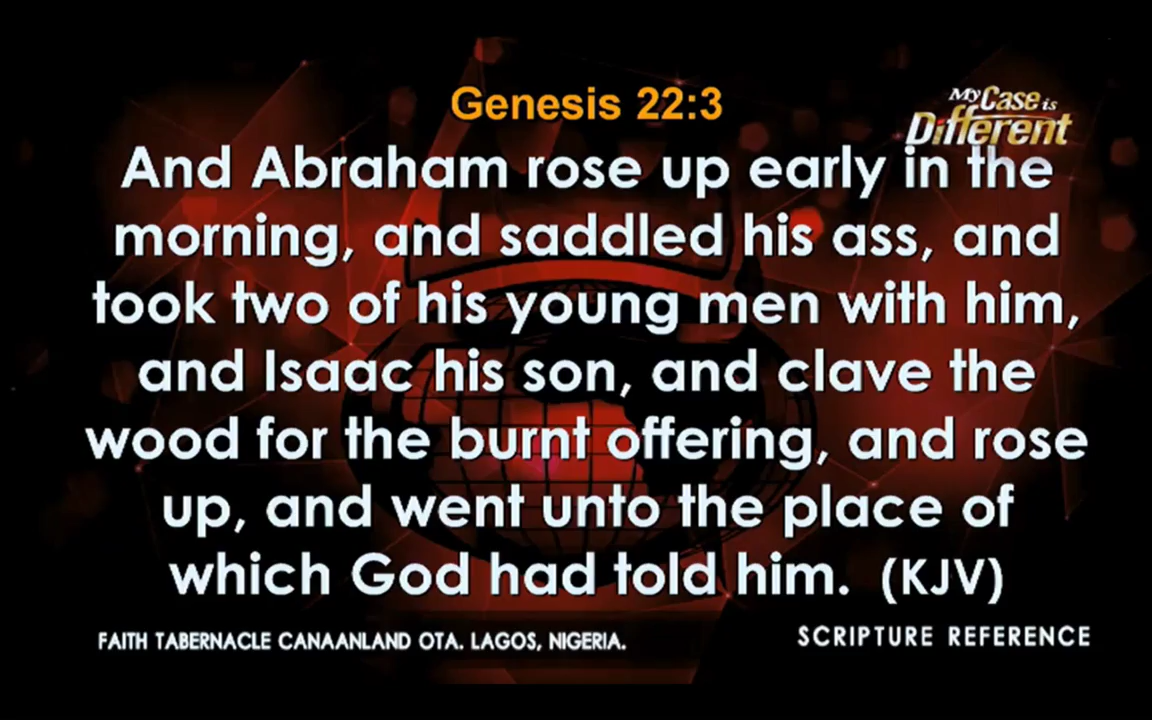 Genesis 22:3
My Case is
Different
And Abraham rose up early in the
morning, and saddled his ass, and
took two of his young men with him,
and Isaac his son, and clave the
wood for the burnt offering, and rose
up, and went unto the place of
which God had told him. (KJV)
FAITH TABERNACLE CANAANLAND OTA. LAGOS, NIGERIA.
SCRIPTURE REFERENCE